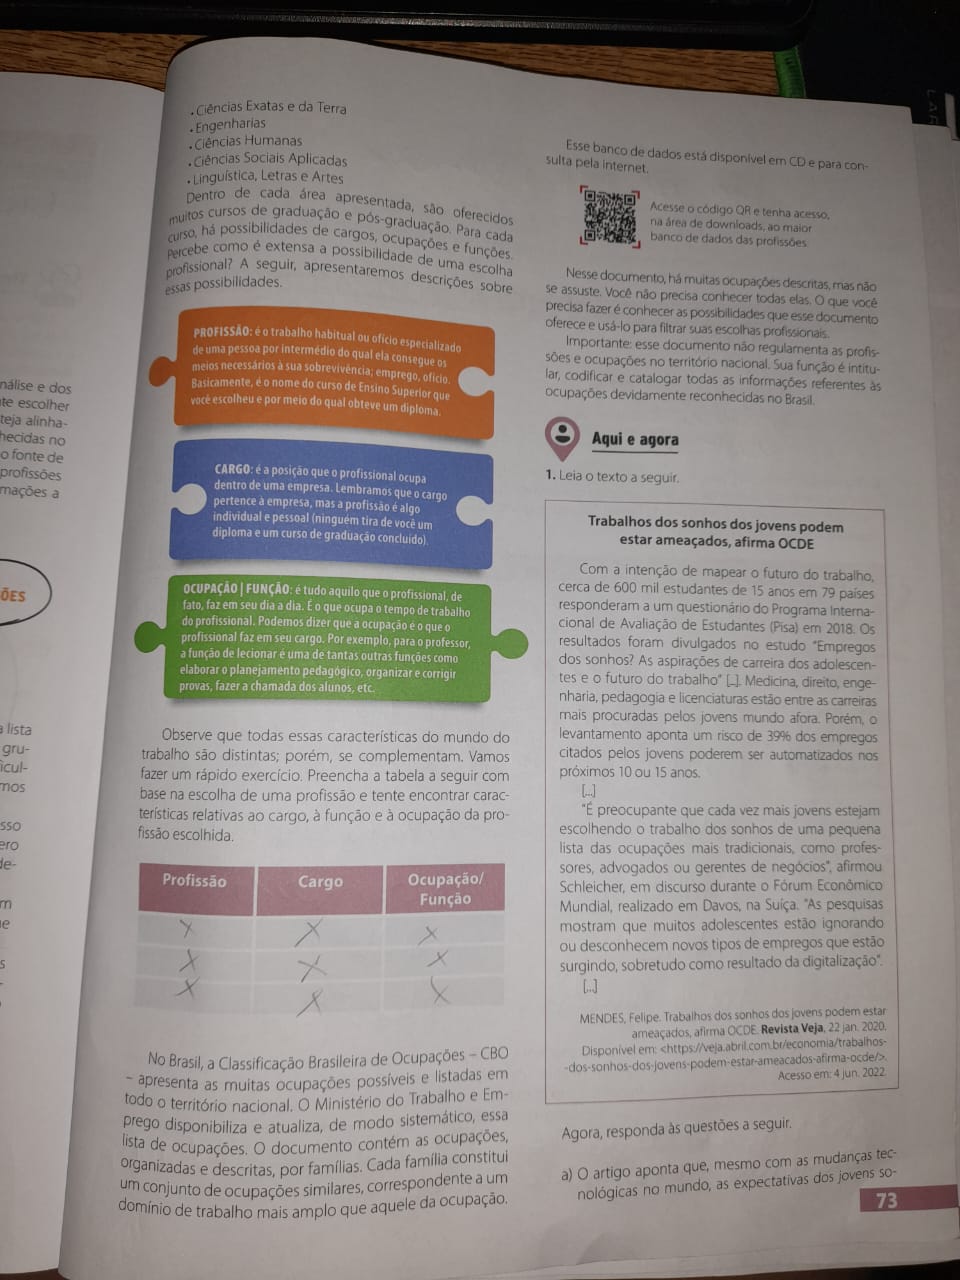 nálise e dos
te escolher
teja alinha-
hecidas no
o fonte de
profissões
mações a
ÕES
a lista
gru-
ficul-
mos
sso
ero
de-
m
e
s
• Ciências Exatas e da Terra
• Engenharias
• Ciências Humanas
• Ciências Sociais Aplicadas
• Linguística, Letras e Artes
Dentro de cada área apresentada, são oferecidos
muitos cursos de graduação e pós-graduação. Para cada
curso, há possibilidades de cargos, ocupações e funções.
Percebe como é extensa a possibilidade de uma escolha
profissional? A seguir, apresentaremos descrições sobre
essas possibilidades.
PROFISSÃO: é o trabalho habitual ou ofício especializado
de uma pessoa por intermédio do qual ela consegue os
meios necessários à sua sobrevivência; emprego, ofício.
Basicamente, é o nome do curso de Ensino Superior que
você escolheu e por meio do qual obteve um diploma.
CARGO: é a posição que o profissional ocupa
dentro de uma empresa. Lembramos que o cargo
pertence à empresa, mas a profissão é algo
individual e pessoal (ninguém tira de você um
diploma e um curso de graduação concluído).
OCUPAÇÃO | FUNÇÃO: é tudo aquilo que o profissional, de
fato, faz em seu dia a dia. É o que ocupa o tempo de trabalho
do profissional. Podemos dizer que a ocupação é o que o
profissional faz em seu cargo. Por exemplo, para o professor,
a função de lecionar é uma de tantas outras funções como
elaborar o planejamento pedagógico, organizar e corrigir
provas, fazer a chamada dos alunos, etc.
Observe que todas essas características do mundo do
trabalho são distintas; porém, se complementam. Vamos
fazer um rápido exercício. Preencha a tabela a seguir com
base na escolha de uma profissão e tente encontrar carac-
terísticas relativas ao cargo, à função e à ocupação da pro-
fissão escolhida.
Profissão Cargo Ocupação/
Função
X X X
X X X
X X X
No Brasil, a Classificação Brasileira de Ocupações – CBO
– apresenta as muitas ocupações possíveis e listadas em
todo o território nacional. O Ministério do Trabalho e Em-
prego disponibiliza e atualiza, de modo sistemático, essa
lista de ocupações. O documento contém as ocupações,
organizadas e descritas, por famílias. Cada família constitui
um conjunto de ocupações similares, correspondente a um
domínio de trabalho mais amplo que aquele da ocupação.
Esse banco de dados está disponível em CD e para con-
sulta pela internet.
Acesse o código QR e tenha acesso,
na área de downloads, ao maior
banco de dados das profissões.
Nesse documento, há muitas ocupações descritas, mas não
se assuste. Você não precisa conhecer todas elas. O que você
precisa fazer é conhecer as possibilidades que esse documento
oferece e usá-lo para filtrar suas escolhas profissionais.
Importante: esse documento não regulamenta as profis-
sões e ocupações no território nacional. Sua função é intitu-
lar, codificar e catalogar todas as informações referentes às
ocupações devidamente reconhecidas no Brasil.
Aqui e agora
1. Leia o texto a seguir.
Trabalhos dos sonhos dos jovens podem
estar ameaçados, afirma OCDE
Com a intenção de mapear o futuro do trabalho,
cerca de 600 mil estudantes de 15 anos em 79 países
responderam a um questionário do Programa Interna-
cional de Avaliação de Estudantes (Pisa) em 2018. Os
resultados foram divulgados no estudo "Empregos
dos sonhos? As aspirações de carreira dos adolescen-
tes e o futuro do trabalho" [...]. Medicina, direito, enge-
nharia, pedagogia e licenciaturas estão entre as carreiras
mais procuradas pelos jovens mundo afora. Porém, o
levantamento aponta um risco de 39% dos empregos
citados pelos jovens poderem ser automatizados nos
próximos 10 ou 15 anos.
[...]
"É preocupante que cada vez mais jovens estejam
escolhendo o trabalho dos sonhos de uma pequena
lista das ocupações mais tradicionais, como profes-
sores, advogados ou gerentes de negócios", afirmou
Schleicher, em discurso durante o Fórum Econômico
Mundial, realizado em Davos, na Suíça. "As pesquisas
mostram que muitos adolescentes estão ignorando
ou desconhecem novos tipos de empregos que estão
surgindo, sobretudo como resultado da digitalização".
[...]
MENDES, Felipe. Trabalhos dos sonhos dos jovens podem estar
ameaçados, afirma OCDE. Revista Veja, 22 jan. 2020.
Disponível em: <https://veja.abril.com.br/economia/trabalhos-
-dos-sonhos-dos-jovens-podem-estar-ameacados-afirma-ocde/>.
Acesso em: 4 jun. 2022.
Agora, responda às questões a seguir.
a) O artigo aponta que, mesmo com as mudanças tec-
nológicas no mundo, as expectativas dos jovens so-
73